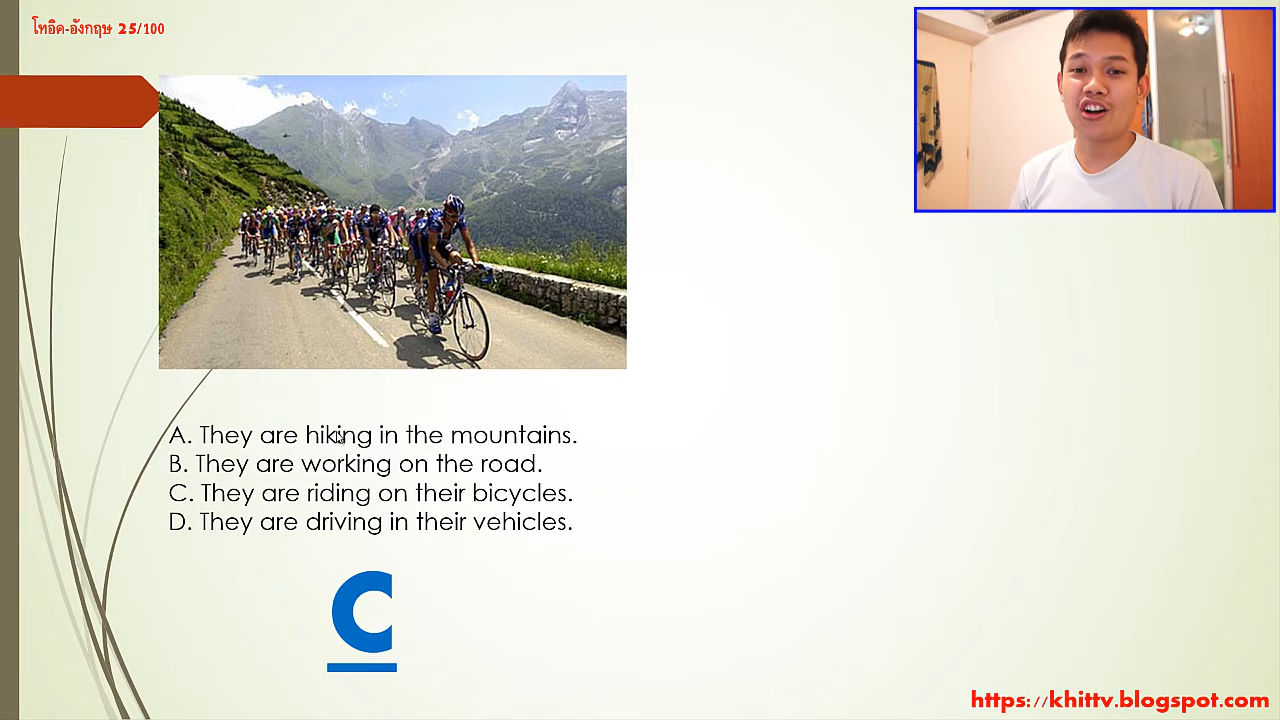 โทอิค-อังกฤษ 25/100
A. They are hiking in the mountains.
B. They are working on the road.
C. They are riding on their bicycles.
D. They are driving in their vehicles.
C
https://khittv.blogspot.com